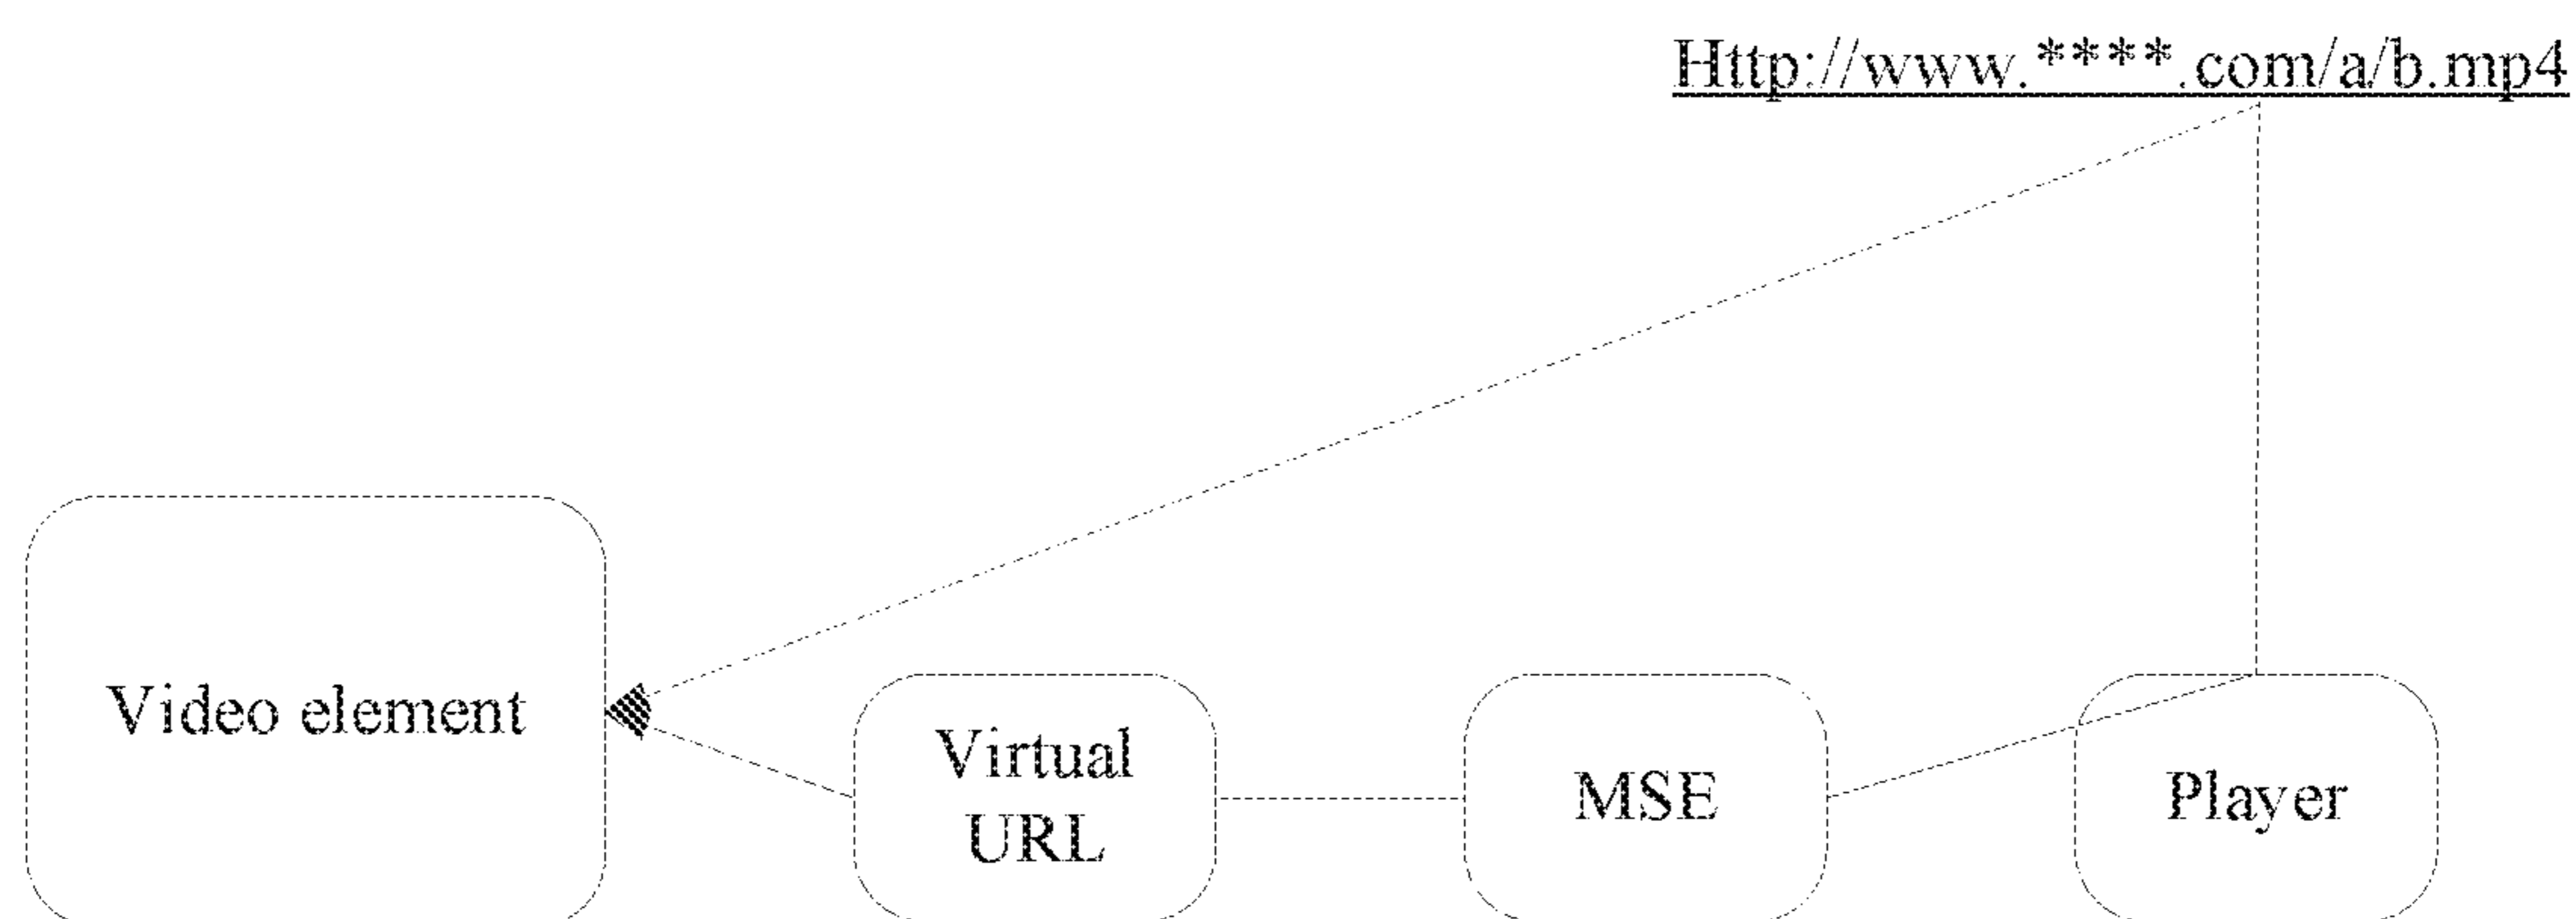 Http://www.****.com/a/b.mp4
Video element
Virtual
URL
MSE
Player